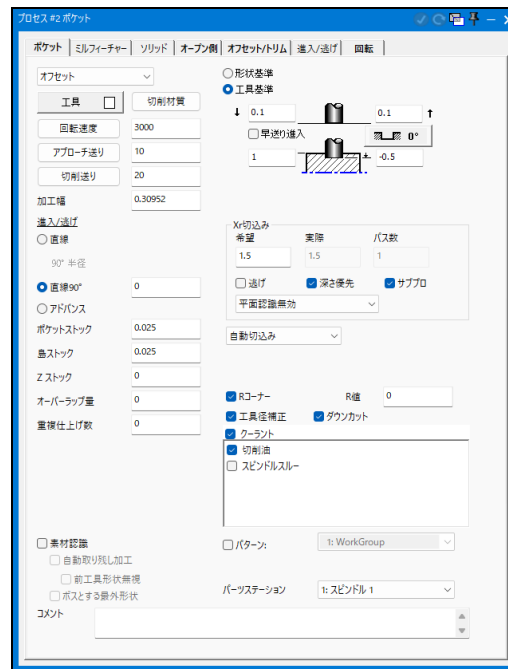 プロセス #2 ポケット
ポケット ミルフィーチャー ソリッド オープン側 オフセット/トリム 進入/逃げ 回転
オフセット
工具
切削材質
回転速度 3000
アプローチ送り 10
切削送り 20
加工幅 0.30952
進入/逃げ
直線
90° 半径
直線90° 0
アドバンス
ポケットストック 0.025
島ストック 0.025
Z ストック 0
オーバーラップ量 0
重複仕上げ数 0
形状基準
工具基準
0.1 0.1
早送り進入
0°
1 -0.5
Xr切込み
希望 実際 パス数
1.5 1.5 1
逃げ 深さ優先 サブプロ
平面認識無効
自動切込み
Rコーナー R値 0
工具径補正 ダウンカット
クーラント
切削油
スピンドルスルー
素材認識
自動取り残し加工
前工具形状無視
ボスとする最外形状
パターン: 1: WorkGroup
パーツステーション 1: スピンドル 1
コメント